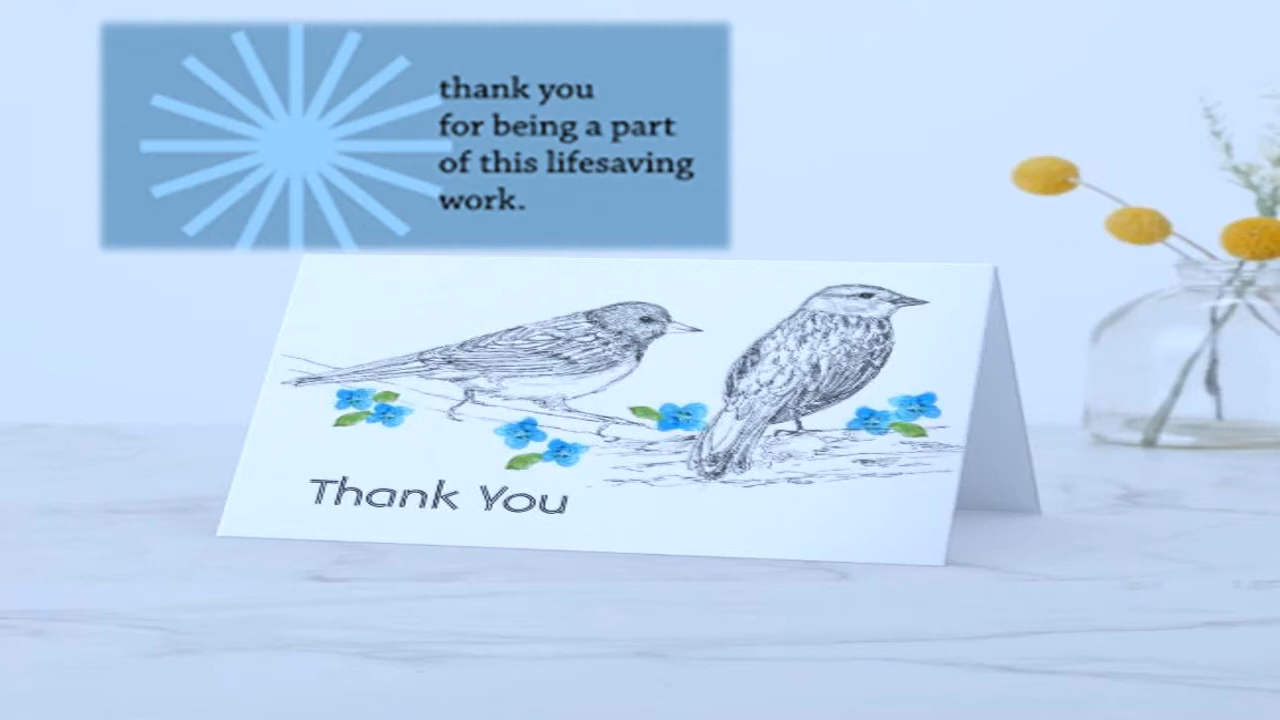 thank you
for being a part
of this lifesaving
work.
Thank You